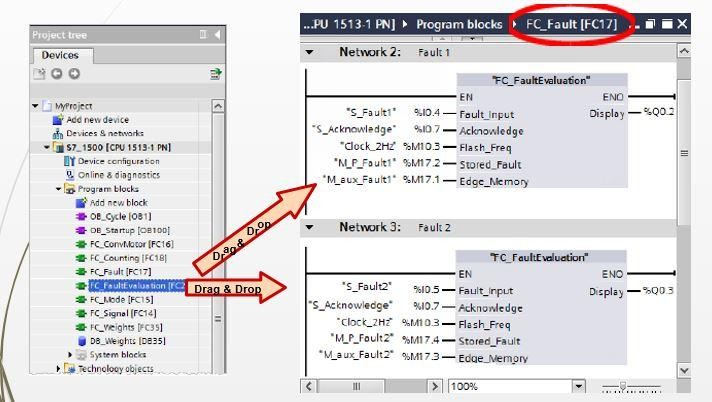 Project tree
Devices
MyProject
Add new device
Devices & networks
S7_1500 [CPU 1513-1 PN]
Device configuration
Online & diagnostics
Program blocks
Add new block
OB_Cycle [OB1]
OB_Startup [OB100]
FC_ConvMotor [FC16]
FC_Counting [FC18]
FC_Fault [FC17]
FC_FaultEvaluation [FC2
FC_Mode [FC15]
FC_Signal [FC14]
FC_Weights [FC35]
DB_Weights [DB35]
System blocks
Technology objects
Drag & Drop
Drag & Drop
...PU 1513-1 PN] Program blocks FC_Fault [FC17]
Network 2: Fault 1
"FC_FaultEvaluation"
EN ENO
"S_Fault1" %I0.4 Fault_Input Display %Q0.2
"S_Acknowledge" %I0.7 Acknowledge
"Clock_2Hz" %M10.3 Flash_Freq
"M_P_Fault1" %M17.2 Stored_Fault
"M_aux_Fault1" %M17.1 Edge_Memory
Network 3: Fault 2
"FC_FaultEvaluation"
EN ENO
"S_Fault2" %I0.5 Fault_Input Display %Q0.3
"S_Acknowledge" %I0.7 Acknowledge
"Clock_2Hz" %M10.3 Flash_Freq
"M_P_Fault2" %M17.4 Stored_Fault
"M_aux_Fault2" %M17.3 Edge_Memory
100%